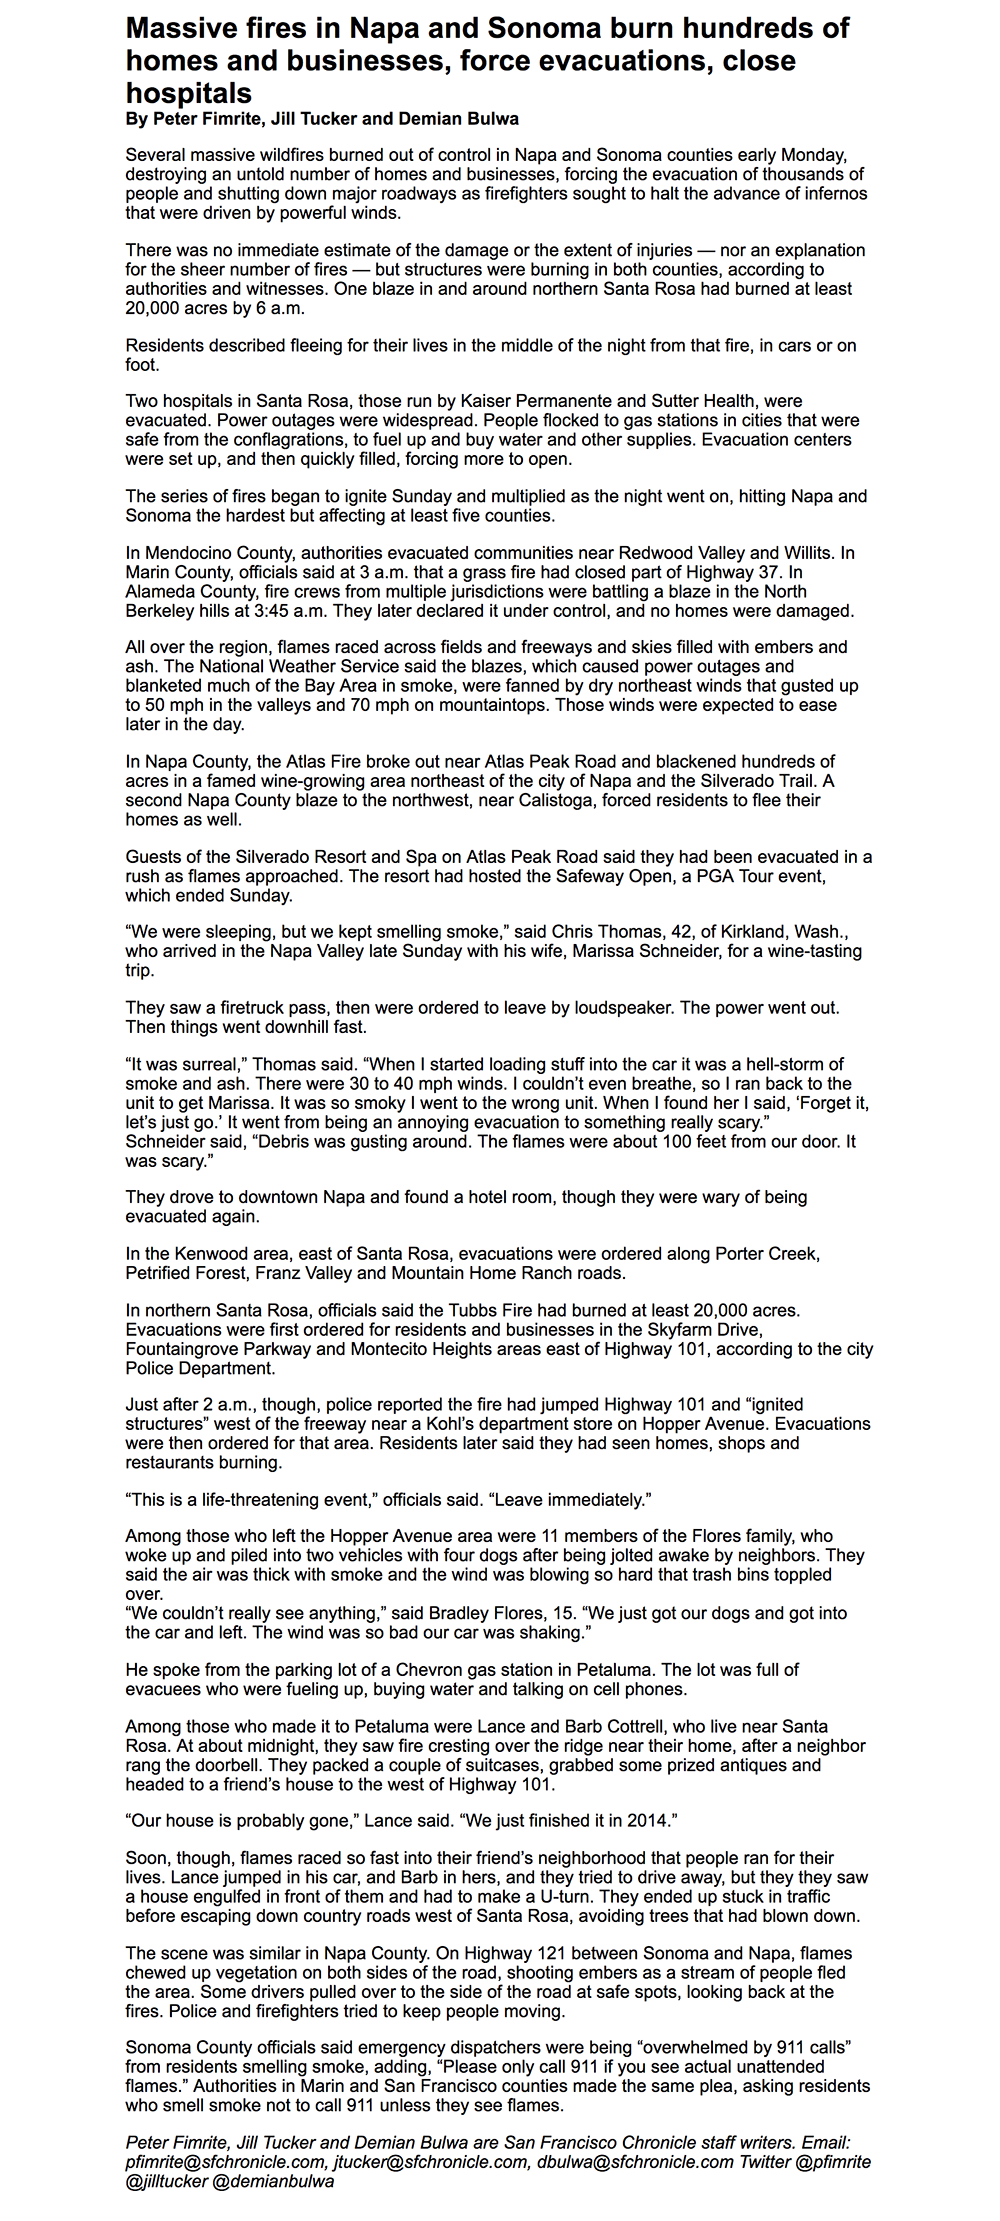 Massive fires in Napa and Sonoma burn hundreds of
homes and businesses, force evacuations, close
hospitals
By Peter Fimrite, Jill Tucker and Demian Bulwa
Several massive wildfires burned out of control in Napa and Sonoma counties early Monday,
destroying an untold number of homes and businesses, forcing the evacuation of thousands of
people and shutting down major roadways as firefighters sought to halt the advance of infernos
that were driven by powerful winds.
There was no immediate estimate of the damage or the extent of injuries — nor an explanation
for the sheer number of fires — but structures were burning in both counties, according to
authorities and witnesses. One blaze in and around northern Santa Rosa had burned at least
20,000 acres by 6 a.m.
Residents described fleeing for their lives in the middle of the night from that fire, in cars or on
foot.
Two hospitals in Santa Rosa, those run by Kaiser Permanente and Sutter Health, were
evacuated. Power outages were widespread. People flocked to gas stations in cities that were
safe from the conflagrations, to fuel up and buy water and other supplies. Evacuation centers
were set up, and then quickly filled, forcing more to open.
The series of fires began to ignite Sunday and multiplied as the night went on, hitting Napa and
Sonoma the hardest but affecting at least five counties.
In Mendocino County, authorities evacuated communities near Redwood Valley and Willits. In
Marin County, officials said at 3 a.m. that a grass fire had closed part of Highway 37. In
Alameda County, fire crews from multiple jurisdictions were battling a blaze in the North
Berkeley hills at 3:45 a.m. They later declared it under control, and no homes were damaged.
All over the region, flames raced across fields and freeways and skies filled with embers and
ash. The National Weather Service said the blazes, which caused power outages and
blanketed much of the Bay Area in smoke, were fanned by dry northeast winds that gusted up
to 50 mph in the valleys and 70 mph on mountaintops. Those winds were expected to ease
later in the day.
In Napa County, the Atlas Fire broke out near Atlas Peak Road and blackened hundreds of
acres in a famed wine-growing area northeast of the city of Napa and the Silverado Trail. A
second Napa County blaze to the northwest, near Calistoga, forced residents to flee their
homes as well.
Guests of the Silverado Resort and Spa on Atlas Peak Road said they had been evacuated in a
rush as flames approached. The resort had hosted the Safeway Open, a PGA Tour event,
which ended Sunday.
“We were sleeping, but we kept smelling smoke,” said Chris Thomas, 42, of Kirkland, Wash.,
who arrived in the Napa Valley late Sunday with his wife, Marissa Schneider, for a wine-tasting
trip.
They saw a firetruck pass, then were ordered to leave by loudspeaker. The power went out.
Then things went downhill fast.
“It was surreal,” Thomas said. “When I started loading stuff into the car it was a hell-storm of
smoke and ash. There were 30 to 40 mph winds. I couldn’t even breathe, so I ran back to the
unit to get Marissa. It was so smoky I went to the wrong unit. When I found her I said, ‘Forget it,
let’s just go.’ It went from being an annoying evacuation to something really scary.”
Schneider said, “Debris was gusting around. The flames were about 100 feet from our door. It
was scary.”
They drove to downtown Napa and found a hotel room, though they were wary of being
evacuated again.
In the Kenwood area, east of Santa Rosa, evacuations were ordered along Porter Creek,
Petrified Forest, Franz Valley and Mountain Home Ranch roads.
In northern Santa Rosa, officials said the Tubbs Fire had burned at least 20,000 acres.
Evacuations were first ordered for residents and businesses in the Skyfarm Drive,
Fountaingrove Parkway and Montecito Heights areas east of Highway 101, according to the city
Police Department.
Just after 2 a.m., though, police reported the fire had jumped Highway 101 and “ignited
structures” west of the freeway near a Kohl’s department store on Hopper Avenue. Evacuations
were then ordered for that area. Residents later said they had seen homes, shops and
restaurants burning.
“This is a life-threatening event,” officials said. “Leave immediately.”
Among those who left the Hopper Avenue area were 11 members of the Flores family, who
woke up and piled into two vehicles with four dogs after being jolted awake by neighbors. They
said the air was thick with smoke and the wind was blowing so hard that trash bins toppled
over.
“We couldn’t really see anything,” said Bradley Flores, 15. “We just got our dogs and got into
the car and left. The wind was so bad our car was shaking.”
He spoke from the parking lot of a Chevron gas station in Petaluma. The lot was full of
evacuees who were fueling up, buying water and talking on cell phones.
Among those who made it to Petaluma were Lance and Barb Cottrell, who live near Santa
Rosa. At about midnight, they saw fire cresting over the ridge near their home, after a neighbor
rang the doorbell. They packed a couple of suitcases, grabbed some prized antiques and
headed to a friend’s house to the west of Highway 101.
“Our house is probably gone,” Lance said. “We just finished it in 2014.”
Soon, though, flames raced so fast into their friend’s neighborhood that people ran for their
lives. Lance jumped in his car, and Barb in hers, and they tried to drive away, but they they saw
a house engulfed in front of them and had to make a U-turn. They ended up stuck in traffic
before escaping down country roads west of Santa Rosa, avoiding trees that had blown down.
The scene was similar in Napa County. On Highway 121 between Sonoma and Napa, flames
chewed up vegetation on both sides of the road, shooting embers as a stream of people fled
the area. Some drivers pulled over to the side of the road at safe spots, looking back at the
fires. Police and firefighters tried to keep people moving.
Sonoma County officials said emergency dispatchers were being “overwhelmed by 911 calls”
from residents smelling smoke, adding, “Please only call 911 if you see actual unattended
flames.” Authorities in Marin and San Francisco counties made the same plea, asking residents
who smell smoke not to call 911 unless they see flames.
Peter Fimrite, Jill Tucker and Demian Bulwa are San Francisco Chronicle staff writers. Email:
pfimrite@sfchronicle.com, jtucker@sfchronicle.com, dbulwa@sfchronicle.com Twitter @pfimrite
@jilltucker @demianbulwa